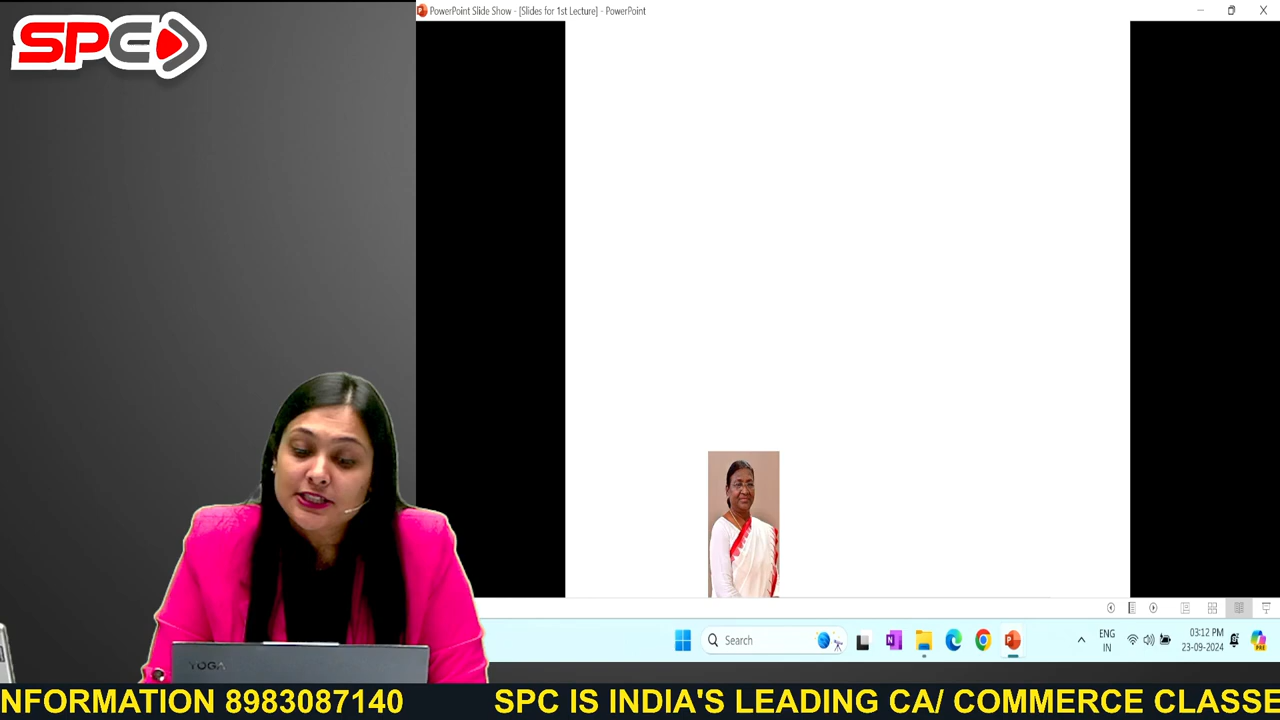 SPC
PowerPoint Slide Show - [Slides for 1st Lecture] - PowerPoint
YOGA
Search
ENG
IN
03:12 PM
23-09-2024
PRE
NFORMATION 8983087140 SPC IS INDIA'S LEADING CA/ COMMERCE CLASSE